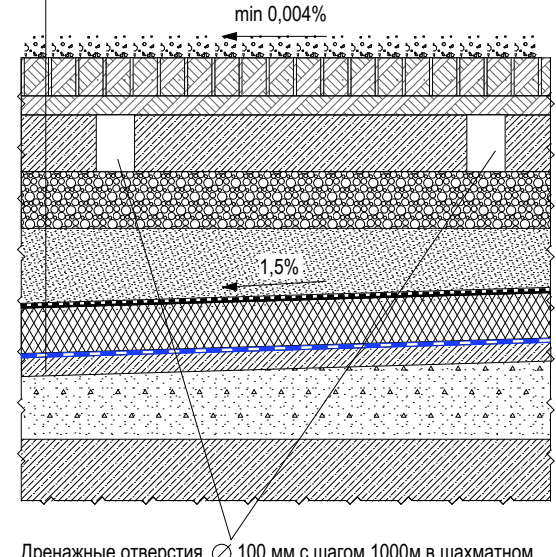 min 0,004%
1,5%
Дренажные отверстия ∅ 100 мм с шагом 1000м в шахматном